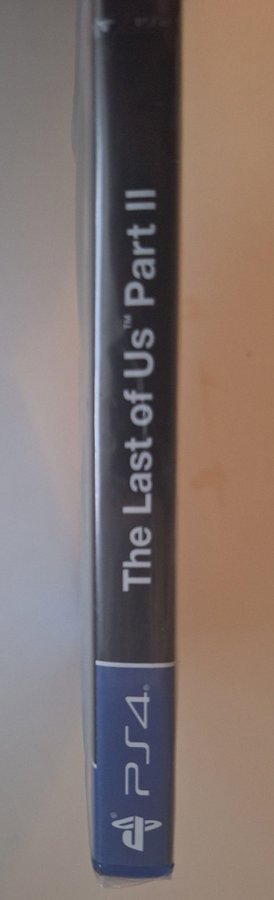 The Last of Us™ Part II
PS4®